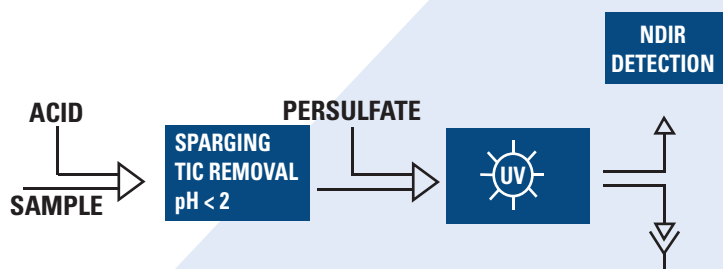 NDIR
DETECTION
ACID
PERSULFATE
SPARGING
TIC REMOVAL
pH < 2
UV
SAMPLE